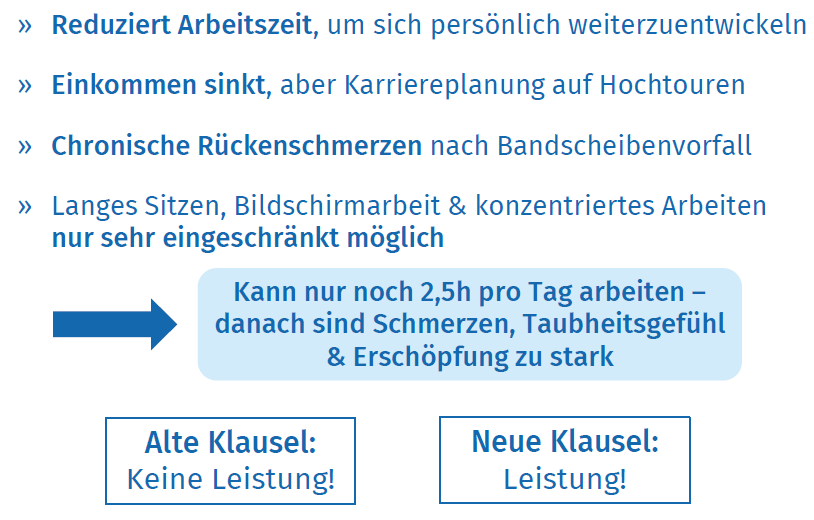 » Reduziert Arbeitszeit, um sich persönlich weiterzuentwickeln
» Einkommen sinkt, aber Karriereplanung auf Hochtouren
» Chronische Rückenschmerzen nach Bandscheibenvorfall
» Langes Sitzen, Bildschirmarbeit & konzentriertes Arbeiten
nur sehr eingeschränkt möglich
Kann nur noch 2,5h pro Tag arbeiten –
danach sind Schmerzen, Taubheitsgefühl
& Erschöpfung zu stark
Alte Klausel:
Keine Leistung!
Neue Klausel:
Leistung!